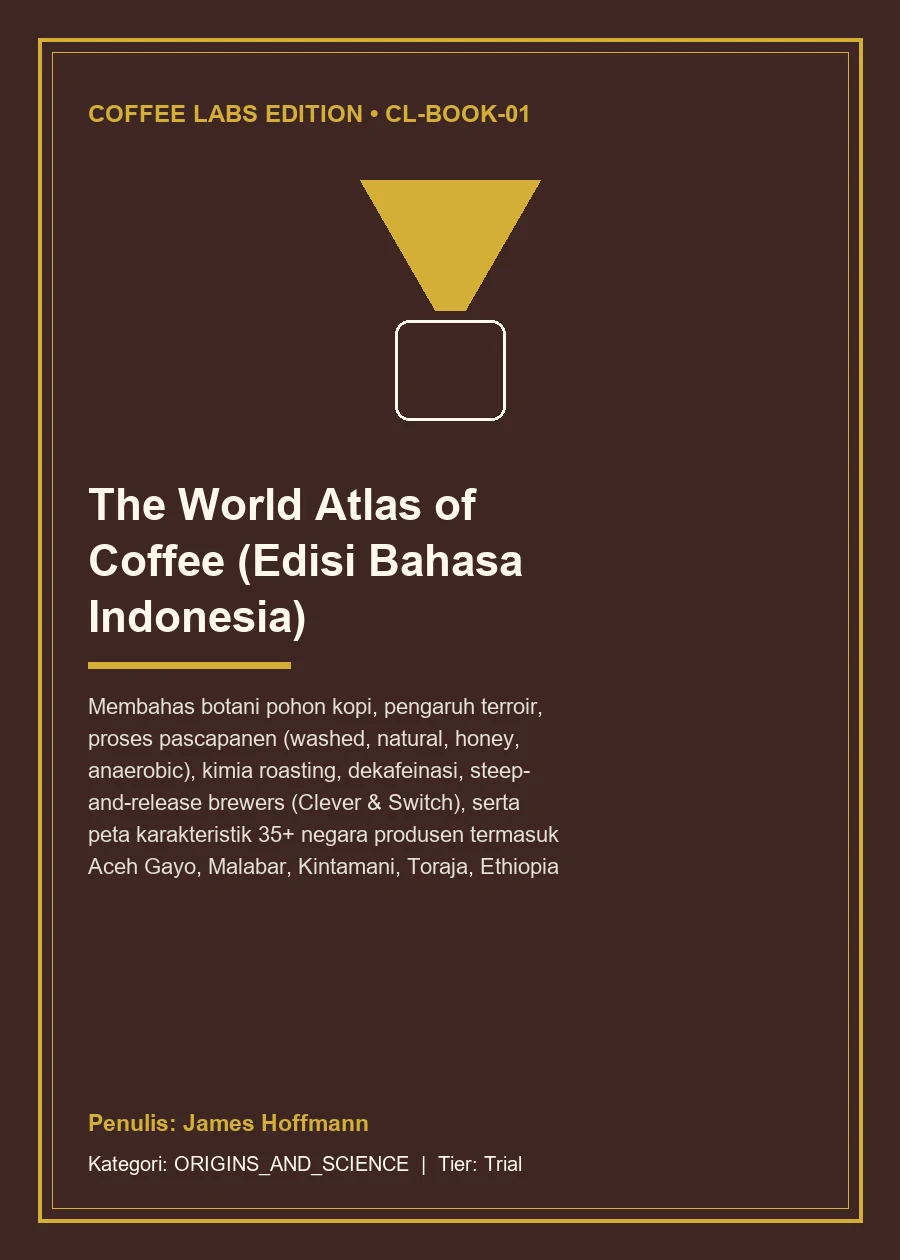 COFFEE LABS EDITION • CL-BOOK-01
The World Atlas of
Coffee (Edisi Bahasa
Indonesia)
Membahas botani pohon kopi, pengaruh terroir,
proses pascapanen (washed, natural, honey,
anaerobic), kimia roasting, dekafeinasi, steep-
and-release brewers (Clever & Switch), serta
peta karakteristik 35+ negara produsen termasuk
Aceh Gayo, Malabar, Kintamani, Toraja, Ethiopia
Penulis: James Hoffmann
Kategori: ORIGINS_AND_SCIENCE | Tier: Trial